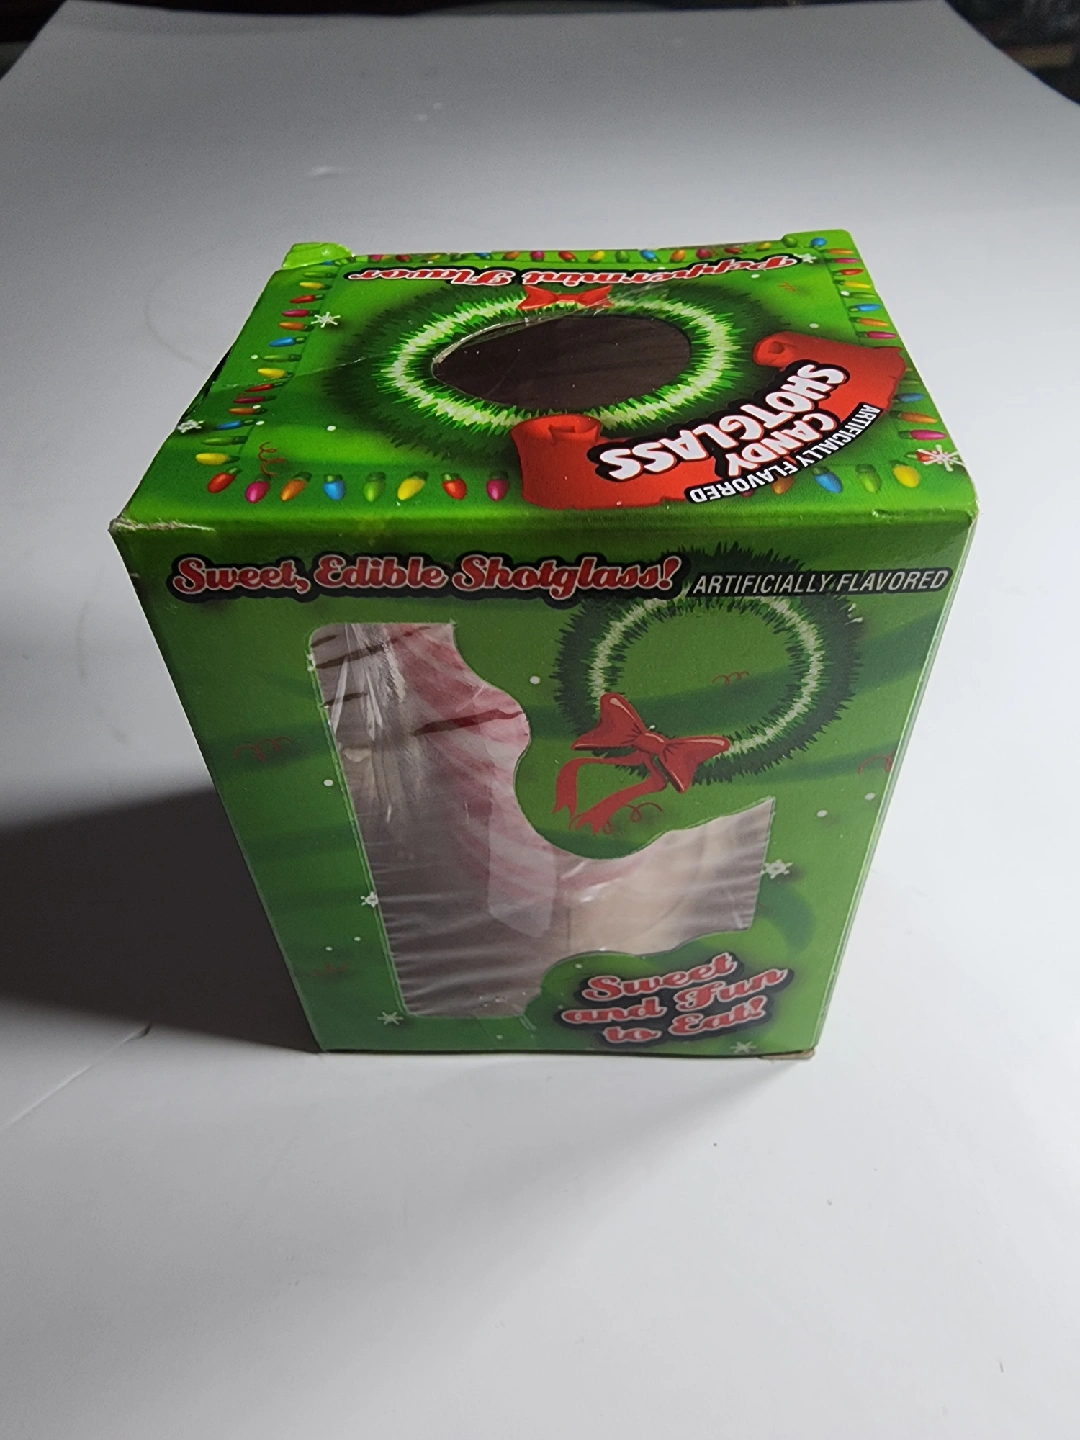 Peppermint Flavor
CANDY
SHOTGLASS
ARTIFICIALLY FLAVORED
Sweet, Edible Shotglass! ARTIFICIALLY FLAVORED
Sweet
and Fun
to Eat!